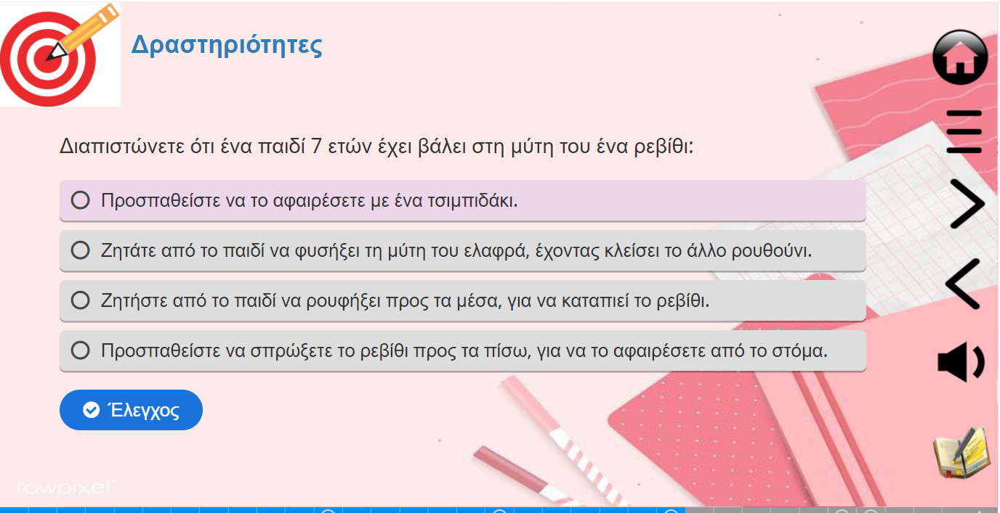 Δραστηριότητες
Διαπιστώνετε ότι ένα παιδί 7 ετών έχει βάλει στη μύτη του ένα ρεβίθι:
Προσπαθείστε να το αφαιρέσετε με ένα τσιμπιδάκι.
Ζητάτε από το παιδί να φυσήξει τη μύτη του ελαφρά, έχοντας κλείσει το άλλο ρουθούνι.
Ζητήστε από το παιδί να ρουφήξει προς τα μέσα, για να καταπιεί το ρεβίθι.
Προσπαθείστε να σπρώξετε το ρεβίθι προς τα πίσω, για να το αφαιρέσετε από το στόμα.
Έλεγχος
rawpixel